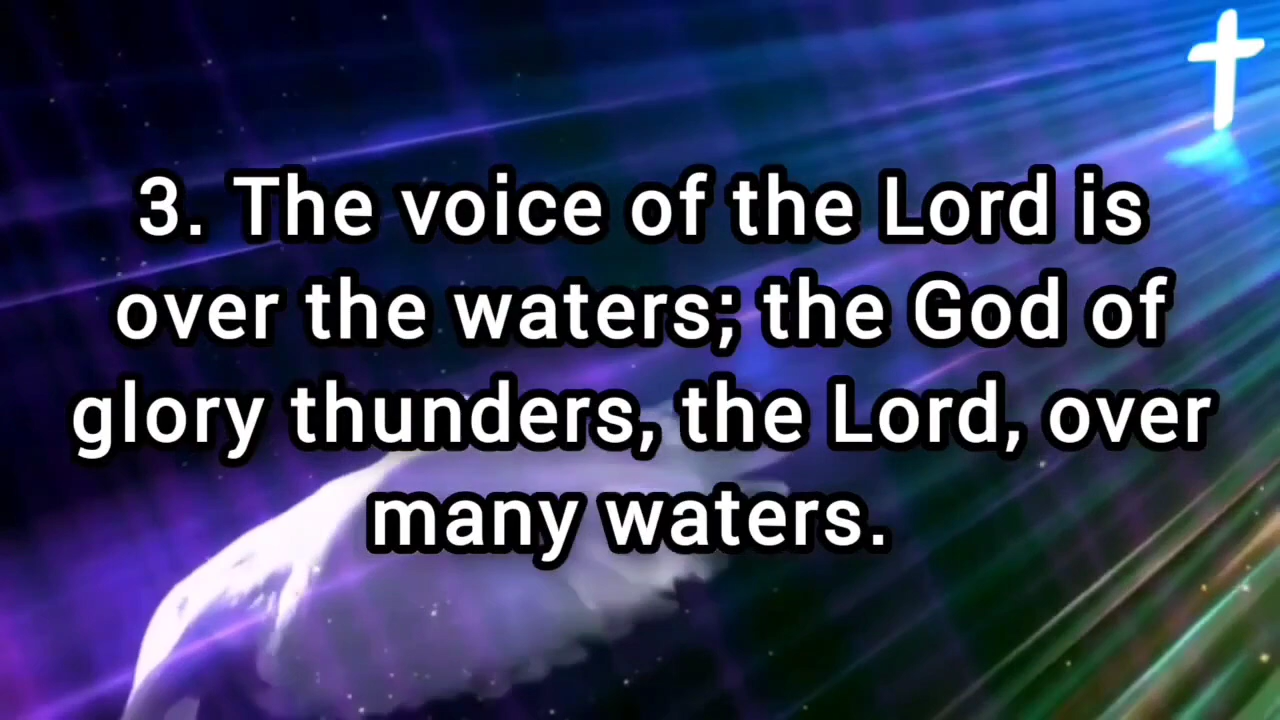 3. The voice of the Lord is
over the waters; the God of
glory thunders, the Lord, over
many waters.